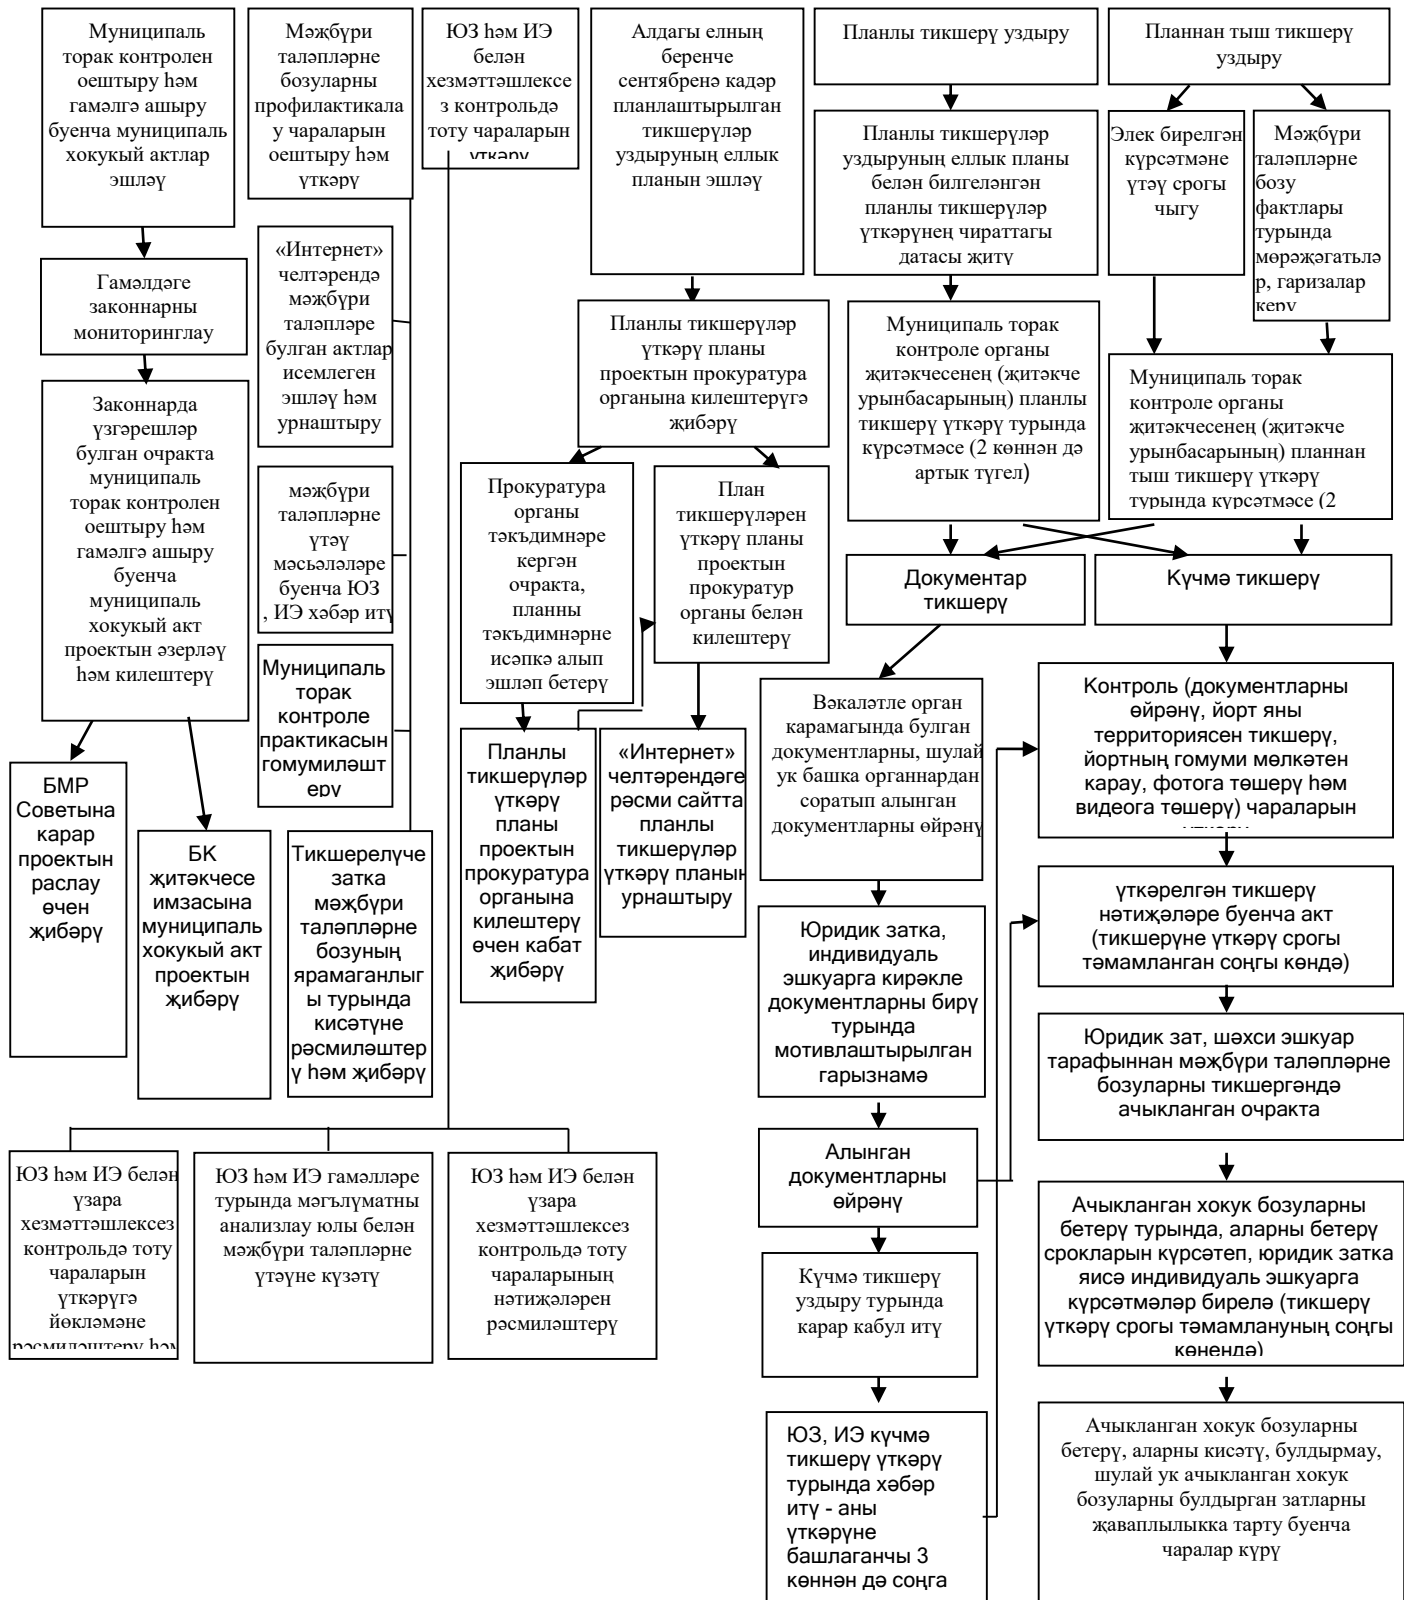 Муниципаль
торак контролен
оештыру һәм
гамәлгә ашыру
буенча муниципаль
хокукый актлар
эшләү
Мәҗбүри
таләпләрне
бозуларны
профилактикала
у чараларын
оештыру һәм
үткәрү
ЮЗ һәм ИЭ
белән
хезмәттәшлексе
з контрольдә
тоту чараларын
үткәрү
Алдагы елның
беренче
сентябренә кадәр
планлаштырылган
тикшерүләр
уздыруның еллык
планын эшләү
Планлы тикшерү уздыру
Планнан тыш тикшерү
уздыру
Планлы тикшерүләр
уздыруның еллык планы
белән билгеләнгән
планлы тикшерүләр
үткәрүнең чираттагы
датасы җитү
Элек бирелгән
күрсәтмәне
үтәү срогы
чыгу
Мәҗбүри
таләпләрне
бозу
фактлары
турында
мөрәҗәгатьлә
р, гаризалар
керү
Гамәлдәге
законнарны
мониторинглау
«Интернет»
челтәрендә
мәҗбүри
таләпләре
булган актлар
исемлеген
эшләү һәм
урнаштыру
Планлы тикшерүләр
үткәрү планы
проектын прокуратура
органына килештерүгә
җибәрү
Муниципаль торак
контроле органы
җитәкчесенең (җитәкче
урынбасарының) планлы
тикшерү үткәрү турында
күрсәтмәсе (2 көннән дә
артык түгел)
Муниципаль торак
контроле органы
җитәкчесенең (җитәкче
урынбасарының) планнан
тыш тикшерү үткәрү
турында күрсәтмәсе (2
Законнарда
үзгәрешләр
булган очракта
муниципаль
торак контролен
оештыру һәм
гамәлгә ашыру
буенча
муниципаль
хокукый акт
проектын әзерләү
һәм килештерү
мәҗбүри
таләпләрне
үтәү
мәсьәләләре
буенча ЮЗ
, ИЭ хәбәр итү
Прокуратура
органы
тәкъдимнәре
кергән
очракта,
планны
тәкъдимнәрне
исәпкә алып
эшләп бетерү
План
тикшерүләрен
үткәрү планы
проектын
прокуратур
органы белән
килештерү
Документар
тикшерү
Күчмә тикшерү
Муниципаль
торак
контроле
практикасын
гомумиләшт
ерү
Вәкаләтле орган
карамагында булган
документларны, шулай
ук башка органнардан
соратып алынган
документларны өйрәнү
Контроль (документларны
өйрәнү, йорт яны
территориясен тикшерү,
йортның гомуми мөлкәтен
карау, фотога төшерү һәм
видеога төшерү) чараларын
БМР
Советына
карар
проектын
раслау
өчен
җибәрү
БК
җитәкчесе
имзасына
муниципаль
хокукый акт
проектын
җибәрү
Тикшерелүче
затка
мәҗбүри
таләпләрне
бозуның
ярамаганлыг
ы турында
кисәтүне
рәсмиләштер
ү һәм җибәрү
Планлы
тикшерүләр
үткәрү
планы
проектын
прокуратура
органына
килештерү
өчен кабат
җибәрү
«Интернет»
челтәрендәге
рәсми сайтта
планлы
тикшерүләр
үткәрү планын
урнаштыру
Юридик затка,
индивидуаль
эшкуарга кирәкле
документларны бирү
турында
мотивлаштырылган
гарызнамә
үткәрелгән тикшерү
нәтиҗәләре буенча акт
(тикшерүне үткәрү срогы
тәмамланган соңгы көндә)
Юридик зат, шәхси эшкуар
тарафыннан мәҗбүри таләпләрне
бозуларны тикшергәндә
ачыкланган очракта
Алынган
документларны
өйрәнү
Ачыкланган хокук бозуларны
бетерү турында, аларны бетерү
срокларын күрсәтеп, юридик затка
яисә индивидуаль эшкуарга
күрсәтмәләр бирелә (тикшерү
үткәрү срогы тәмамлануның соңгы
көнендә)
ЮЗ һәм ИЭ белән
үзара
хезмәттәшлексез
контрольдә тоту
чараларын
үткәрүгә
йөкләмәне
рәсмиләштерү һәм
ЮЗ һәм ИЭ гамәлләре
турында мәгълүматны
анализлау юлы белән
мәҗбүри таләпләрне
үтәүне күзәтү
ЮЗ һәм ИЭ белән
үзара
хезмәттәшлексез
контрольдә тоту
чараларының
нәтиҗәләрен
рәсмиләштерү
Күчмә тикшерү
уздыру турында
карар кабул итү
ЮЗ, ИЭ күчмә
тикшерү үткәрү
турында хәбәр
итү - аны
үткәрүне
башлаганчы 3
көннән дә соңга
Ачыкланган хокук бозуларны
бетерү, аларны кисәтү, булдырмау,
шулай ук ачыкланган хокук
бозуларны булдырган затларны
җаваплылыкка тарту буенча
чаралар күрү